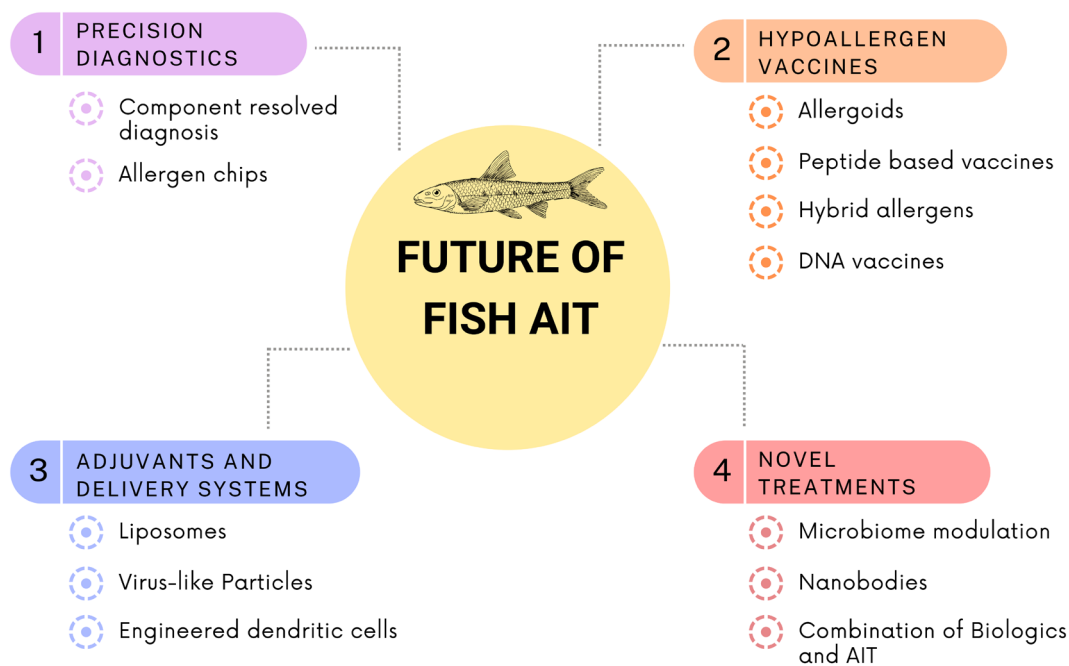 1
PRECISION
DIAGNOSTICS
Component resolved
diagnosis
Allergen chips
2
HYPOALLERGEN
VACCINES
Allergoids
Peptide based vaccines
Hybrid allergens
DNA vaccines
FUTURE OF
FISH AIT
3
ADJUVANTS AND
DELIVERY SYSTEMS
Liposomes
Virus-like Particles
Engineered dendritic cells
4
NOVEL
TREATMENTS
Microbiome modulation
Nanobodies
Combination of Biologics
and AIT